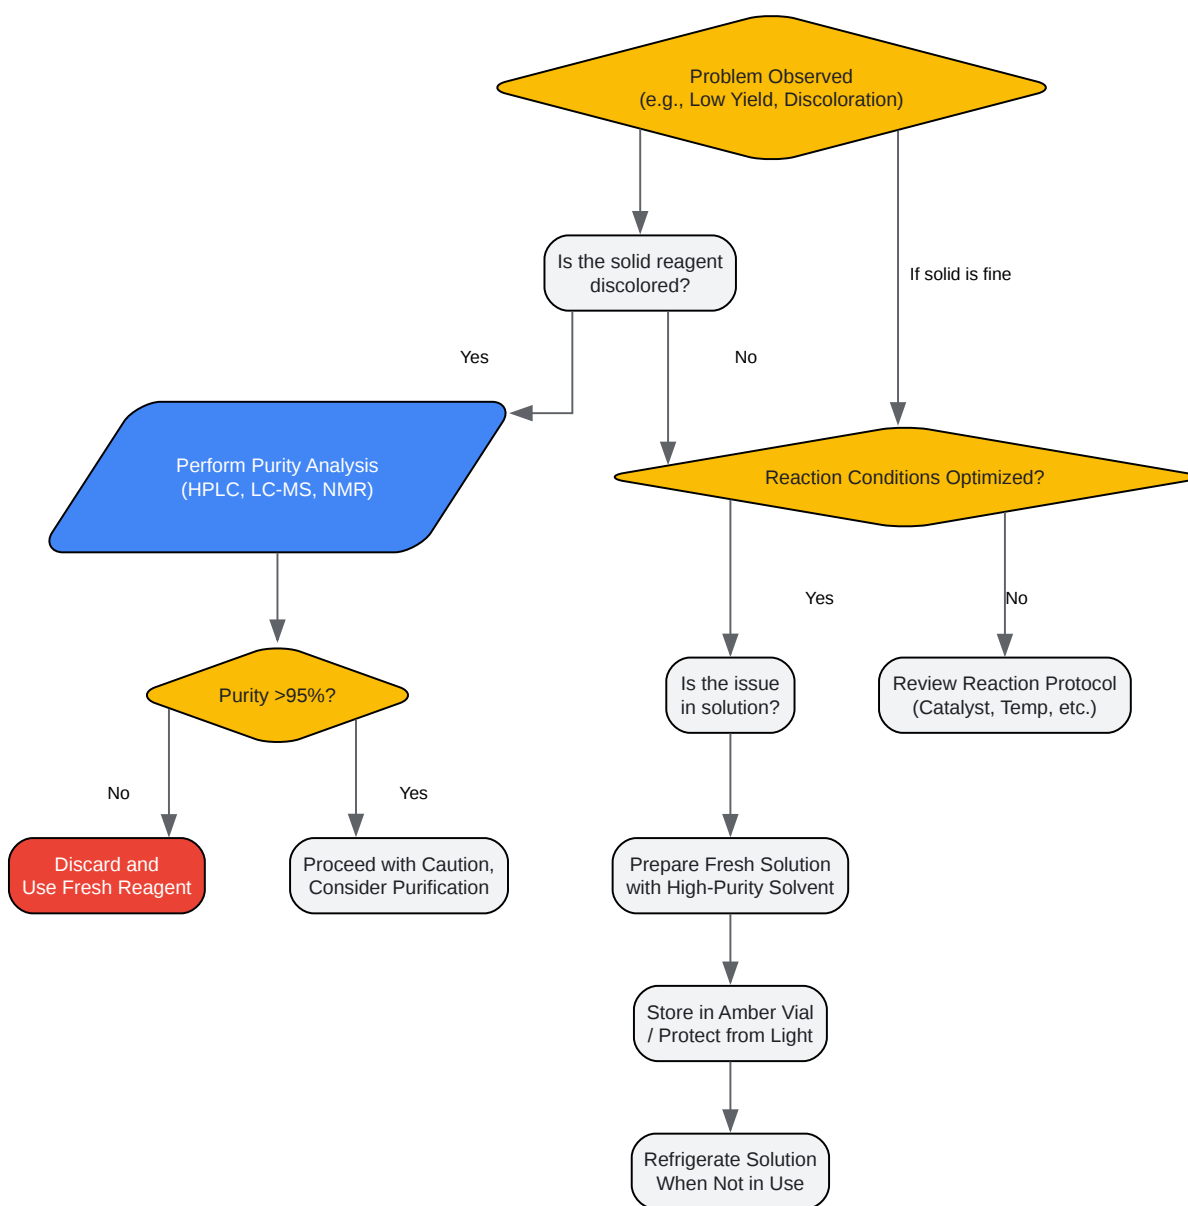 Problem Observed
(e.g., Low Yield, Discoloration)
Is the solid reagent
discolored?
If solid is fine
Yes
No
Perform Purity Analysis
(HPLC, LC-MS, NMR)
Reaction Conditions Optimized?
Yes
No
Purity >95%?
Is the issue
in solution?
Review Reaction Protocol
(Catalyst, Temp, etc.)
No
Yes
Discard and
Use Fresh Reagent
Proceed with Caution,
Consider Purification
Prepare Fresh Solution
with High-Purity Solvent
Store in Amber Vial
/ Protect from Light
Refrigerate Solution
When Not in Use